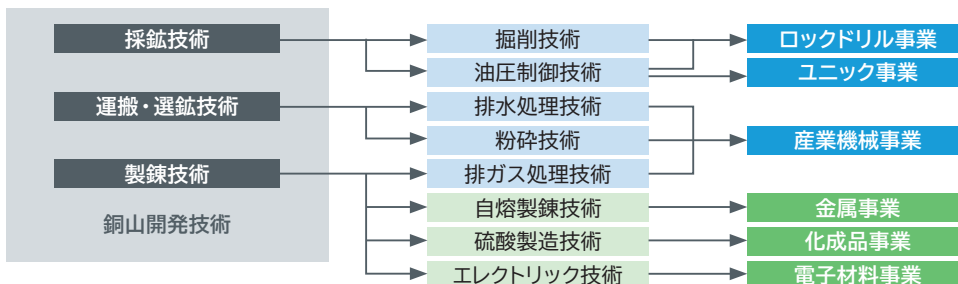 採鉱技術
掘削技術
ロックドリル事業
油圧制御技術
ユニック事業
運搬・選鉱技術
排水処理技術
粉砕技術
産業機械事業
製錬技術
排ガス処理技術
自熔製錬技術
金属事業
銅山開発技術
硫酸製造技術
化成品事業
エレクトリック技術
電子材料事業